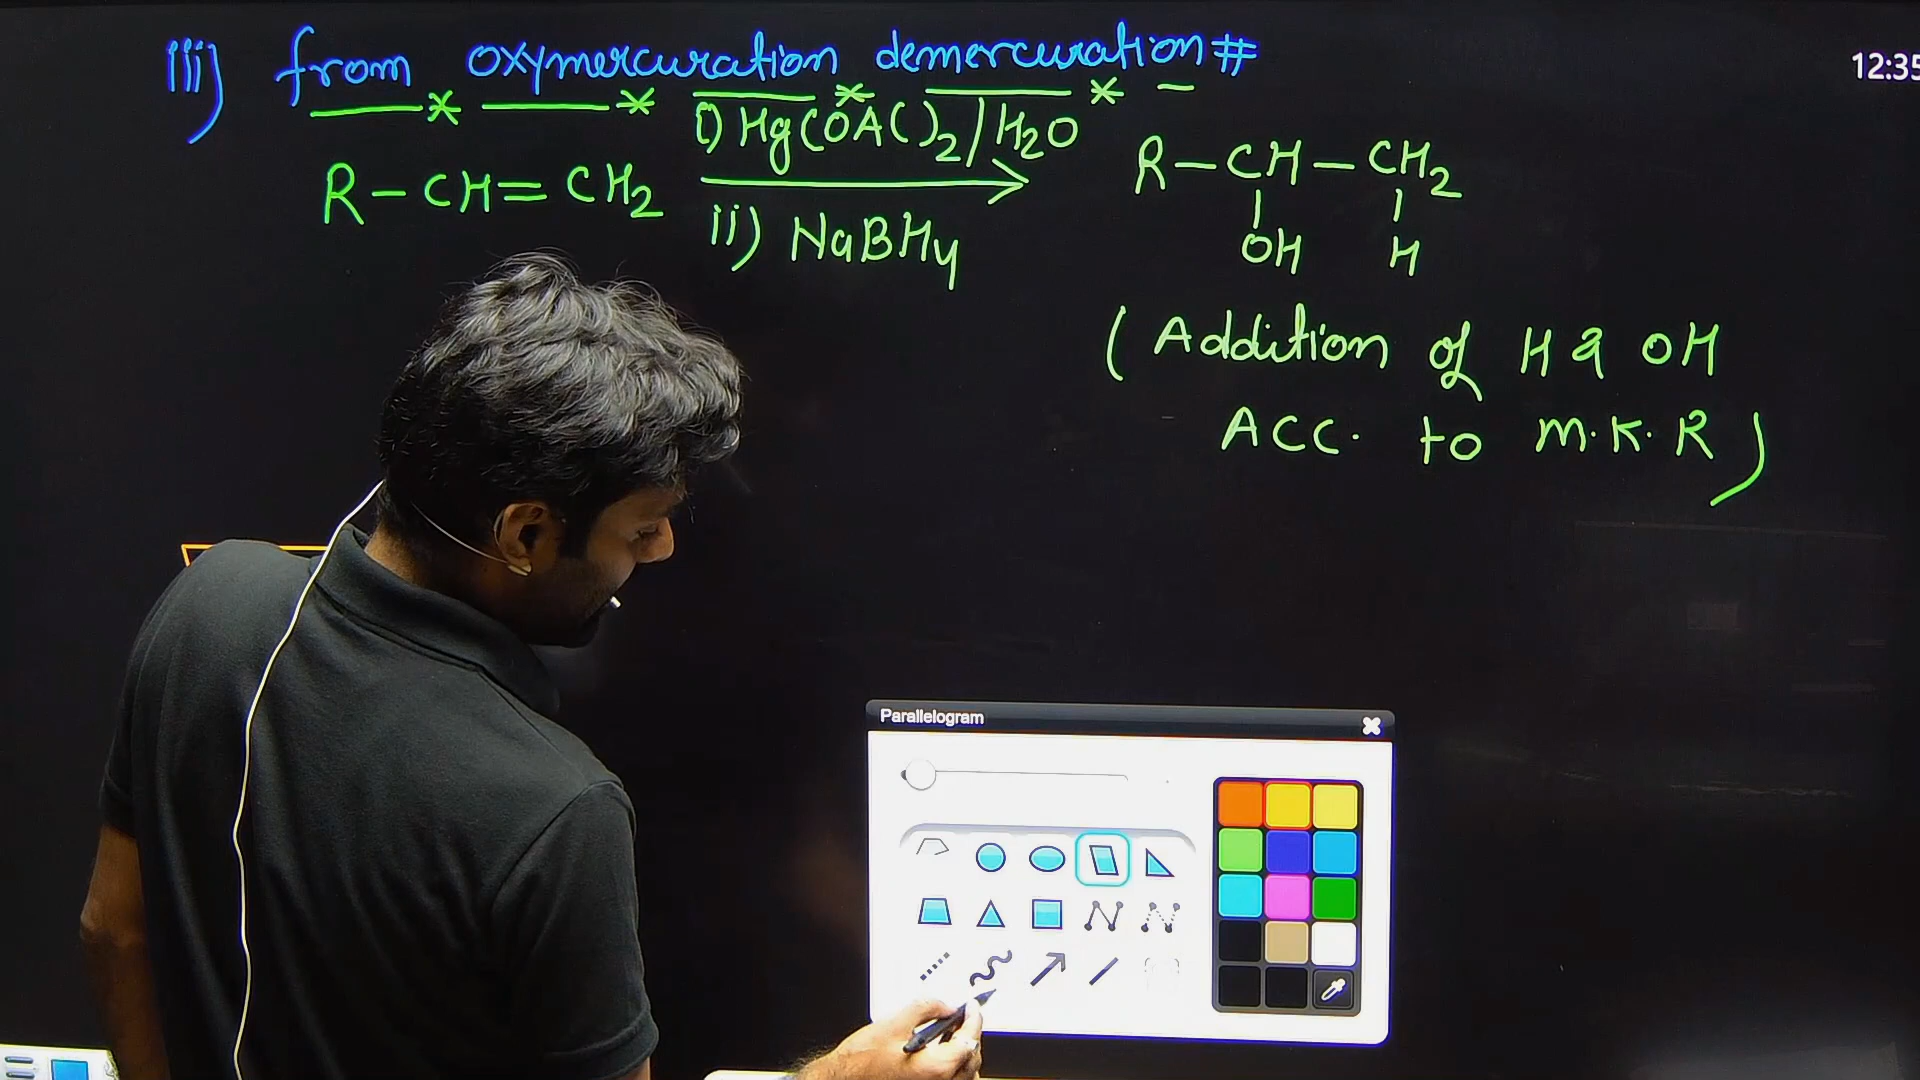 iii) from oxymercuration demercuration #
12:35
i) Hg(OAC)2/H2O
R-CH=CH2
ii) NaBH4
R-CH-CH2
OH H
(Addition of H & OH
Acc. to M.K.R)
Parallelogram